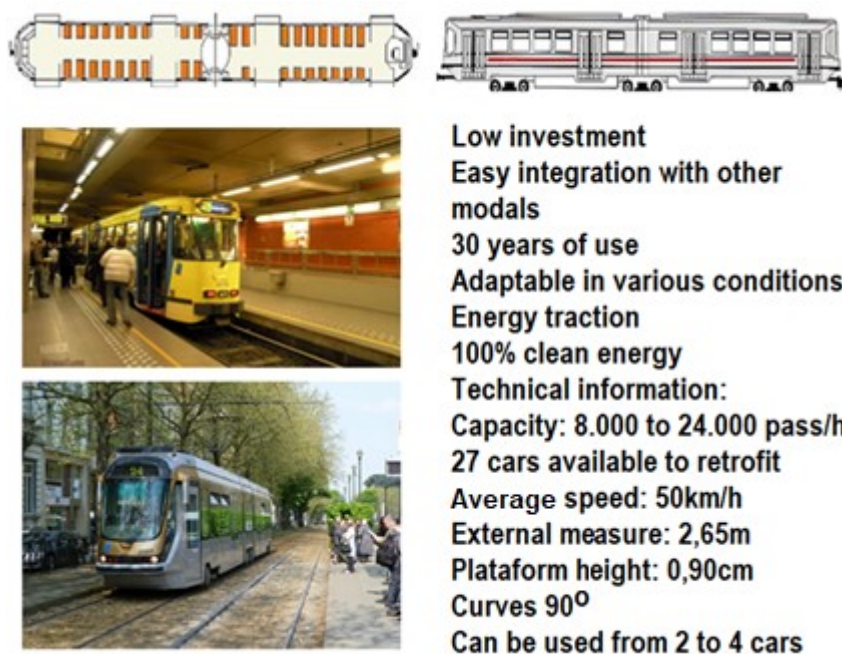 Low investment
Easy integration with other
modals
30 years of use
Adaptable in various conditions
Energy traction
100% clean energy
Technical information:
Capacity: 8.000 to 24.000 pass/h
27 cars available to retrofit
Average speed: 50km/h
External measure: 2,65m
Plataform height: 0,90cm
Curves 90º
Can be used from 2 to 4 cars
94